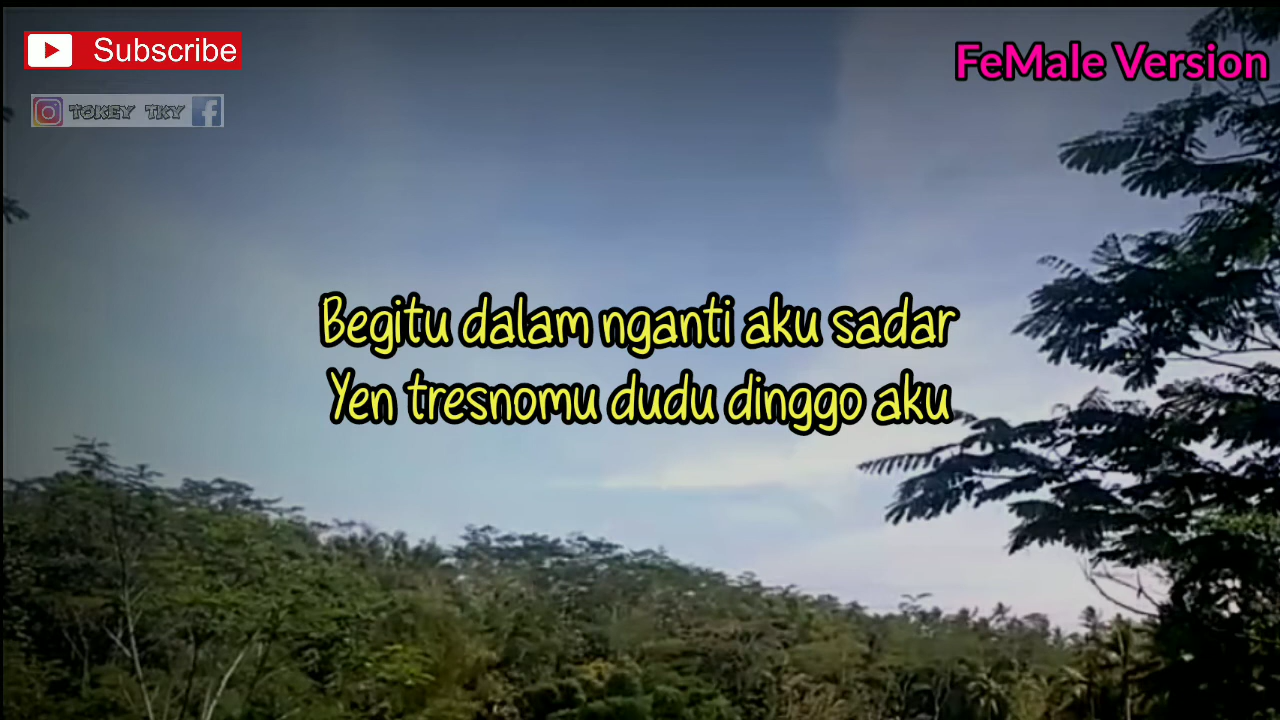 Subscribe
FeMale Version
TOKEY TKY
Begitu dalam nganti aku sadar
Yen tresnomu dudu dinggo aku